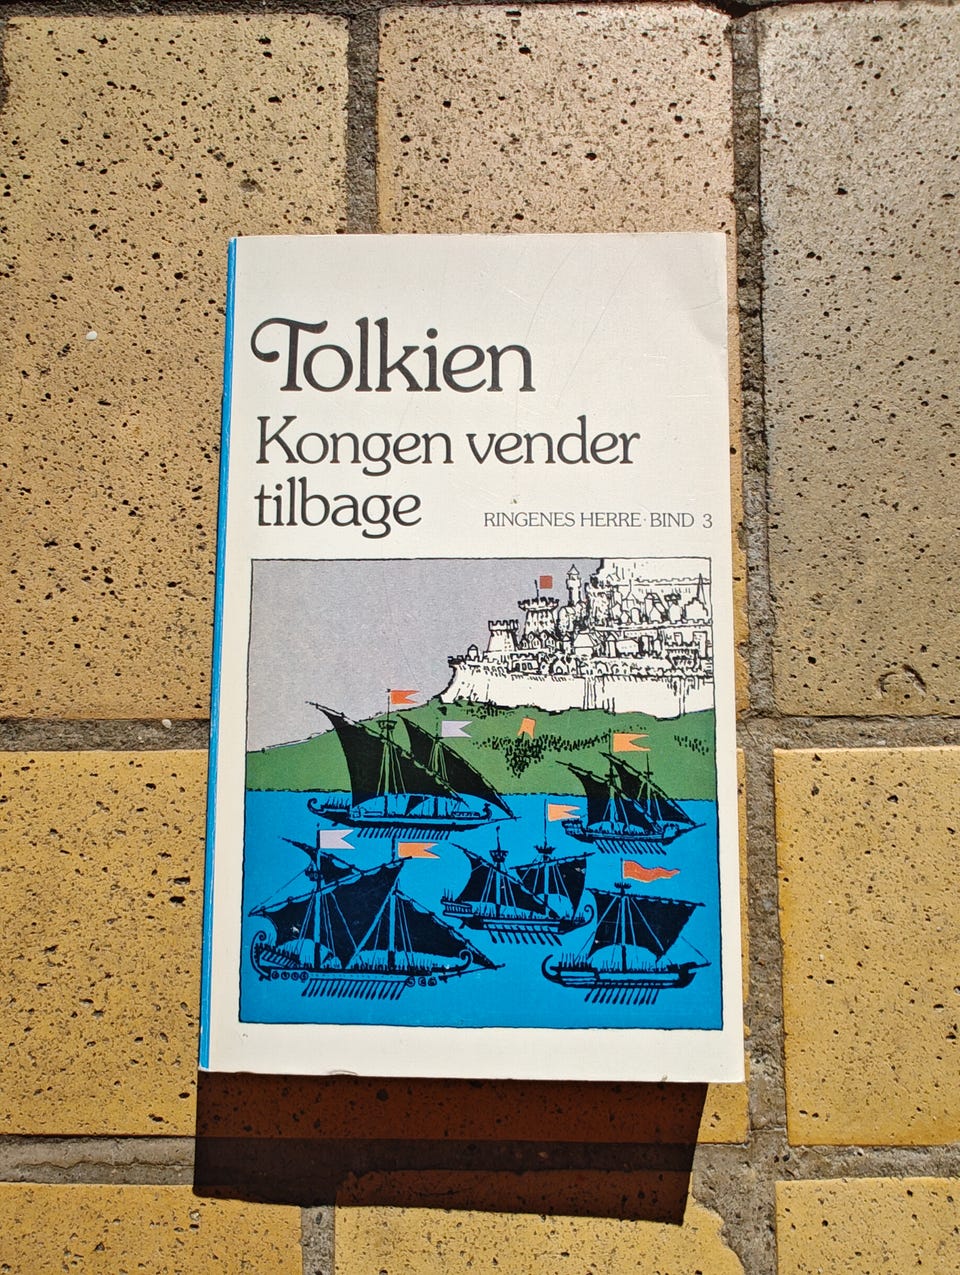 Tolkien
Kongen vender
tilbage
RINGENES HERRE · BIND 3